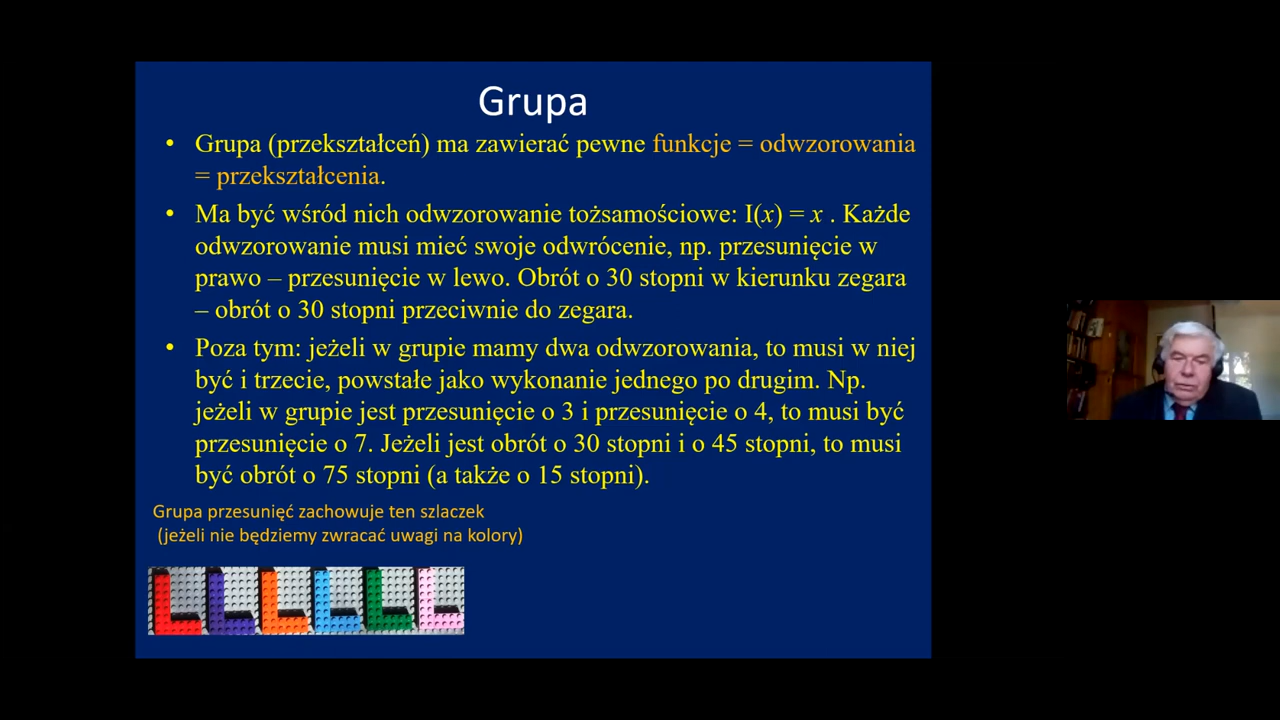 Grupa
• Grupa (przekształceń) ma zawierać pewne funkcje = odwzorowania
= przekształcenia.
• Ma być wśród nich odwzorowanie tożsamościowe: I(x) = x . Każde
odwzorowanie musi mieć swoje odwrócenie, np. przesunięcie w
prawo – przesunięcie w lewo. Obrót o 30 stopni w kierunku zegara
– obrót o 30 stopni przeciwnie do zegara.
• Poza tym: jeżeli w grupie mamy dwa odwzorowania, to musi w niej
być i trzecie, powstałe jako wykonanie jednego po drugim. Np.
jeżeli w grupie jest przesunięcie o 3 i przesunięcie o 4, to musi być
przesunięcie o 7. Jeżeli jest obrót o 30 stopni i o 45 stopni, to musi
być obrót o 75 stopni (a także o 15 stopni).
Grupa przesunięć zachowuje ten szlaczek
(jeżeli nie będziemy zwracać uwagi na kolory)